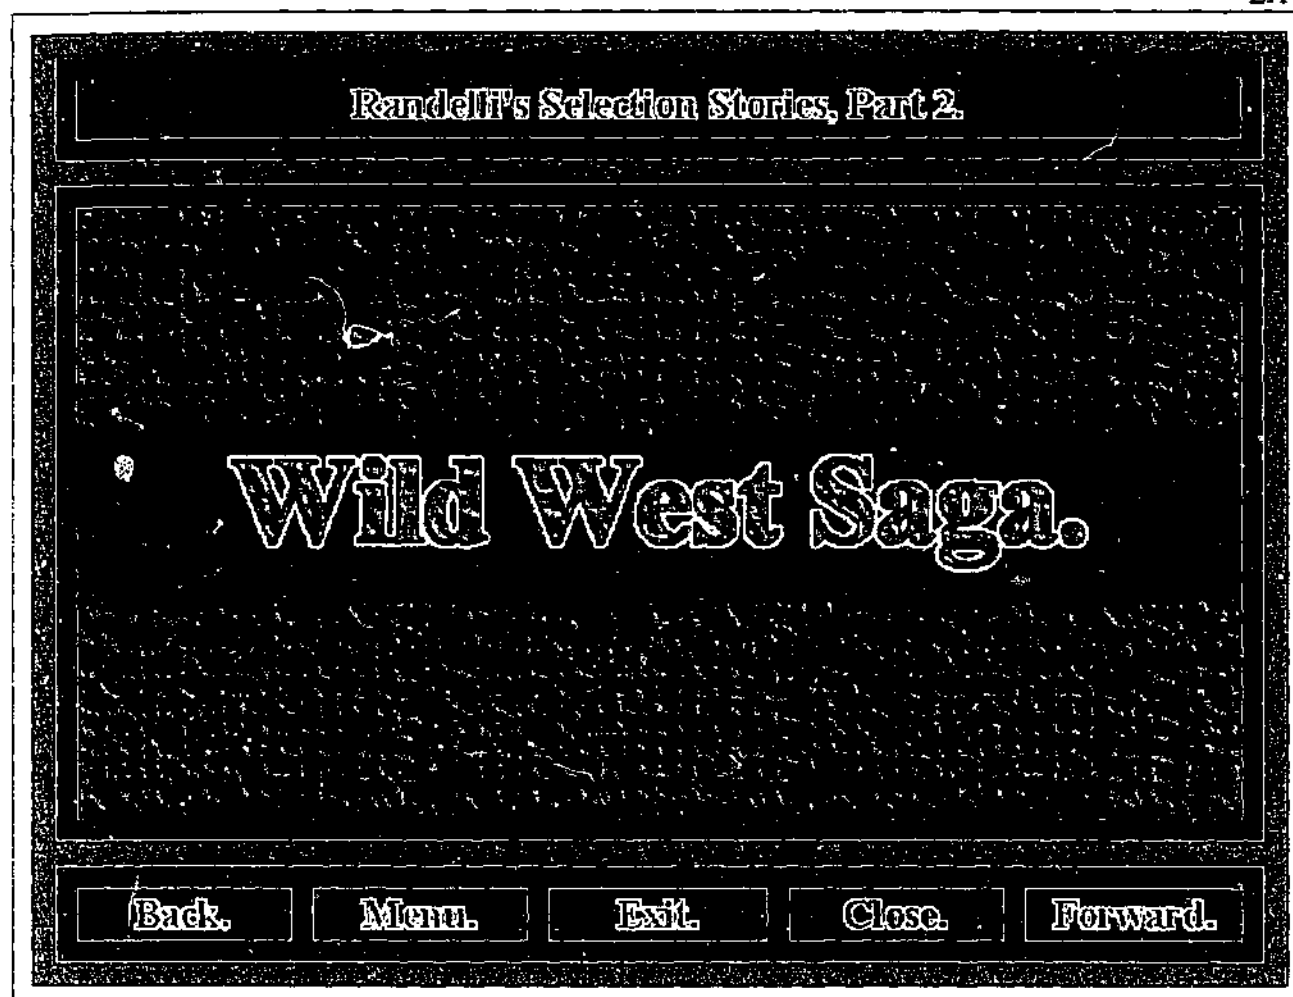 Randelli's Selection Stories, Part 2.
Wild West Saga.
Back. Menu. Exit. Close. Forward.